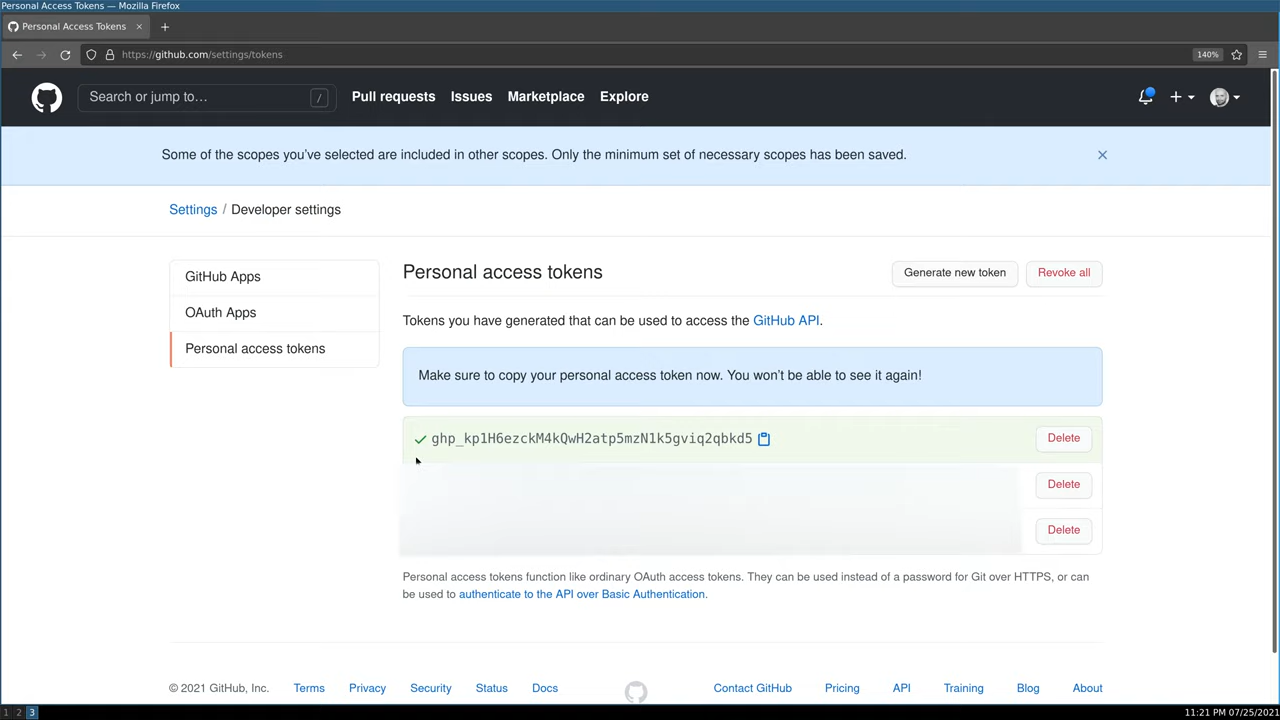 Personal Access Tokens — Mozilla Firefox
Personal Access Tokens
https://github.com/settings/tokens
140%
Search or jump to…
/
Pull requests
Issues
Marketplace
Explore
Some of the scopes you’ve selected are included in other scopes. Only the minimum set of necessary scopes has been saved.
Settings / Developer settings
GitHub Apps
OAuth Apps
Personal access tokens
Personal access tokens
Generate new token
Revoke all
Tokens you have generated that can be used to access the GitHub API.
Make sure to copy your personal access token now. You won’t be able to see it again!
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
Delete
Delete
Delete
Personal access tokens function like ordinary OAuth access tokens. They can be used instead of a password for Git over HTTPS, or can
be used to authenticate to the API over Basic Authentication.
© 2021 GitHub, Inc.
Terms
Privacy
Security
Status
Docs
Contact GitHub
Pricing
API
Training
Blog
About
1 2 3
11:21 PM 07/25/2021